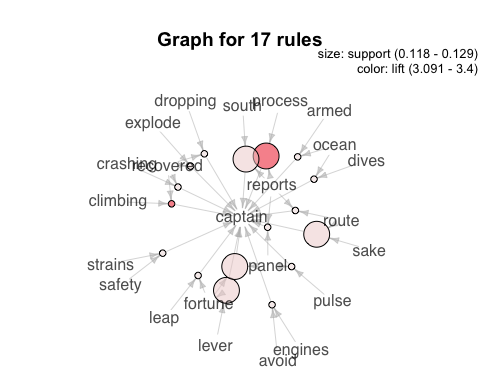 Graph for 17 rules
size: support (0.118 - 0.129)
color: lift (3.091 - 3.4)
dropping
south
process
armed
explode
ocean
crashing
recovered
dives
reports
climbing
captain
route
sake
strains
panel
safety
pulse
fortune
leap
lever
engines
avoid